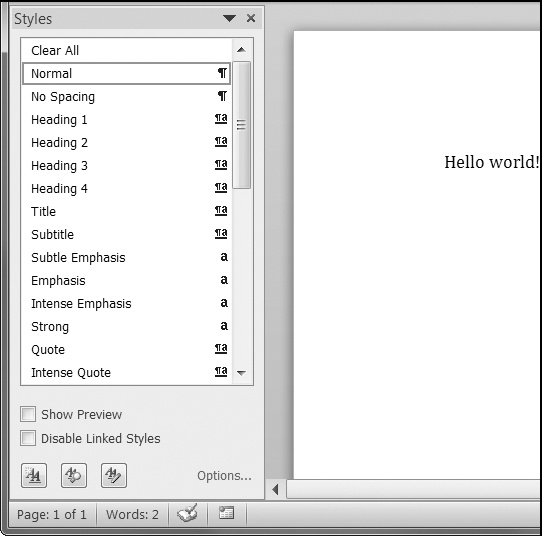 Styles
Clear All
Normal ¶
No Spacing ¶
Heading 1 ¶a
Heading 2 ¶a
Heading 3 ¶a
Heading 4 ¶a
Title ¶a
Subtitle ¶a
Subtle Emphasis a
Emphasis a
Intense Emphasis a
Strong a
Quote ¶a
Intense Quote ¶a
Show Preview
Disable Linked Styles
Options...
Hello world!
Page: 1 of 1 Words: 2